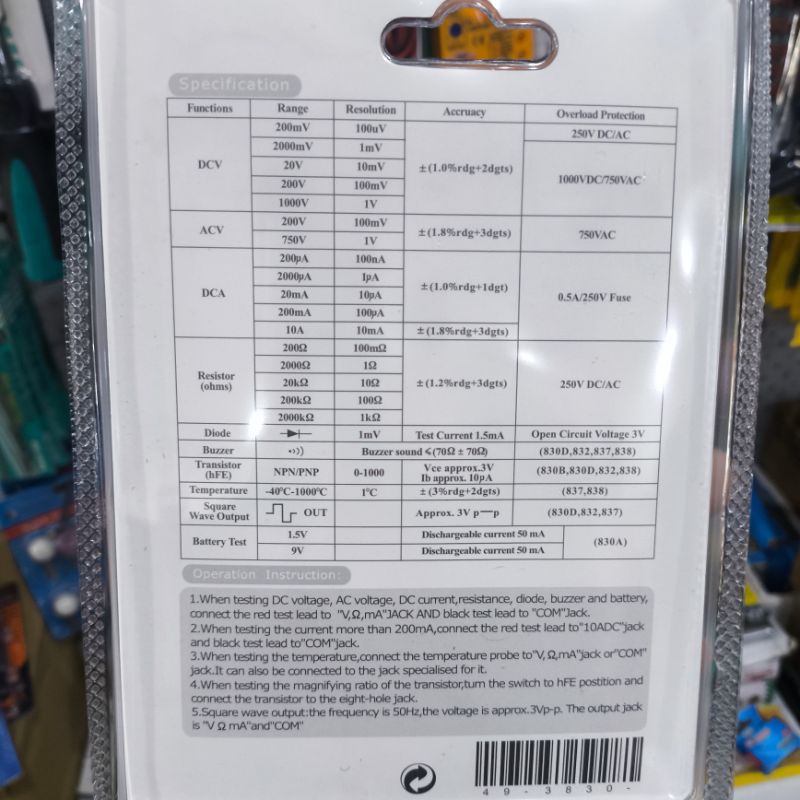 Specification
Functions Range Resolution Accruacy Overload Protection
DCV 200mV 100uV ±(1.0%rdg+2dgts) 250V DC/AC
2000mV 1mV 1000VDC/750VAC
20V 10mV
200V 100mV
1000V 1V
ACV 200V 100mV ±(1.8%rdg+3dgts) 750VAC
750V 1V
DCA 200μA 100nA ±(1.0%rdg+1dgt) 0.5A/250V Fuse
2000μA 1μA
20mA 10μA
200mA 100μA
10A 10mA ±(1.8%rdg+3dgts)
Resistor (ohms) 200Ω 100mΩ ±(1.2%rdg+3dgts) 250V DC/AC
2000Ω 1Ω
20kΩ 10Ω
200kΩ 100Ω
2000kΩ 1kΩ
Diode 1mV Test Current 1.5mA Open Circuit Voltage 3V
Buzzer Buzzer sound ≤(70Ω ± 70Ω) (830D,832,837,838)
Transistor (hFE) NPN/PNP 0-1000 Vce approx.3V Ib approx. 10μA (830B,830D,832,838)
Temperature -40°C-1000°C 1°C ±(3%rdg+2dgts) (837,838)
Square Wave Output OUT Approx. 3V p—p (830D,832,837)
Battery Test 1.5V Dischargeable current 50 mA (830A)
9V Dischargeable current 50 mA
Operation Instruction:
1.When testing DC voltage, AC voltage, DC current,resistance, diode, buzzer and battery,
connect the red test lead to "V,Ω,mA"JACK AND black test lead to "COM"Jack.
2.When testing the current more than 200mA,connect the red test lead to"10ADC"jack
and black test lead to"COM"jack.
3.When testing the temperature,connect the temperature probe to"V,Ω,mA"jack or"COM"
jack.It can also be connected to the jack specialised for it.
4.When testing the magnifying ratio of the transistor,turn the switch to hFE postition and
connect the transistor to the eight-hole jack.
5.Square wave output:the frequency is 50Hz,the voltage is approx.3Vp-p. The output jack
is "V Ω mA"and"COM"
49-3830-